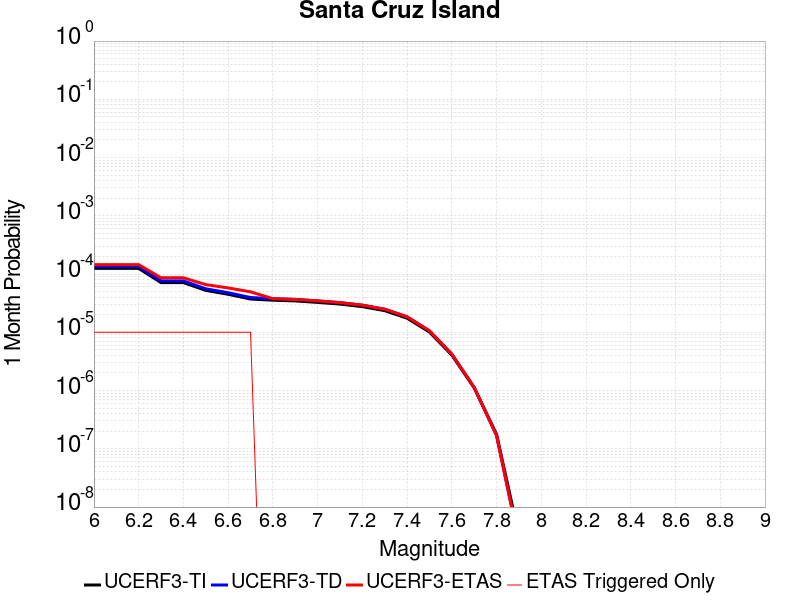 Santa Cruz Island
1 Month Probability
10^0
10^-1
10^-2
10^-3
10^-4
10^-5
10^-6
10^-7
10^-8
6 6.2 6.4 6.6 6.8 7 7.2 7.4 7.6 7.8 8 8.2 8.4 8.6 8.8 9
Magnitude
UCERF3-TI UCERF3-TD UCERF3-ETAS ETAS Triggered Only